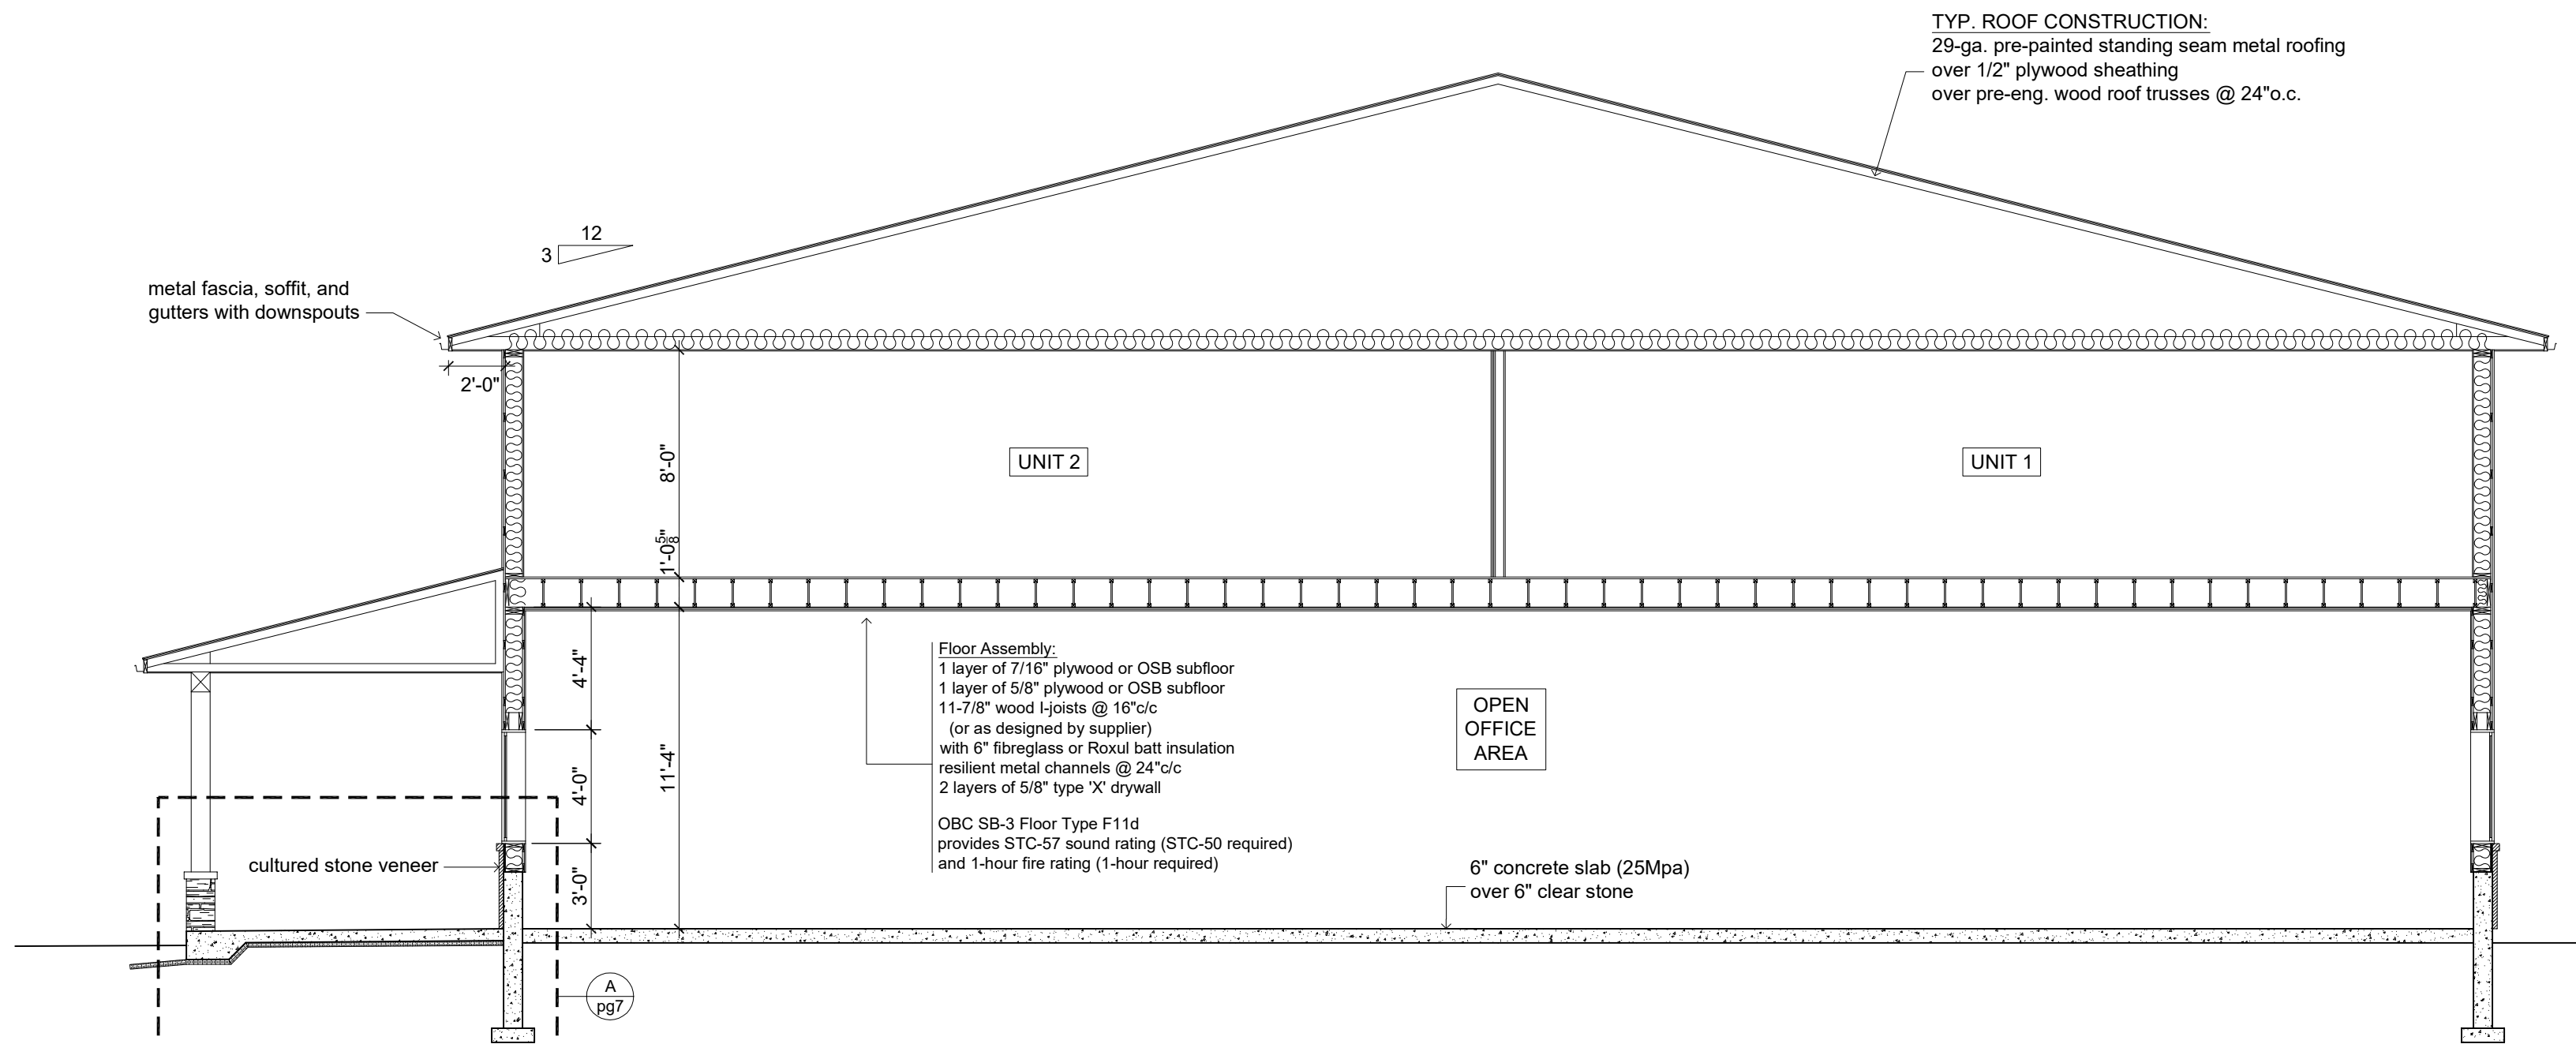 TYP. ROOF CONSTRUCTION:
29-ga. pre-painted standing seam metal roofing
over 1/2" plywood sheathing
over pre-eng. wood roof trusses @ 24"o.c.
12
3
metal fascia, soffit, and
gutters with downspouts
2'-0"
8'-0"
UNIT 2
UNIT 1
1'-0 5/8
4'-4"
4'-0"
3'-0"
11'-4"
Floor Assembly:
1 layer of 7/16" plywood or OSB subfloor
1 layer of 5/8" plywood or OSB subfloor
11-7/8" wood I-joists @ 16"c/c
(or as designed by supplier)
with 6" fibreglass or Roxul batt insulation
resilient metal channels @ 24"c/c
2 layers of 5/8" type 'X' drywall
OBC SB-3 Floor Type F11d
provides STC-57 sound rating (STC-50 required)
and 1-hour fire rating (1-hour required)
OPEN
OFFICE
AREA
cultured stone veneer
6" concrete slab (25Mpa)
over 6" clear stone
A
pg7